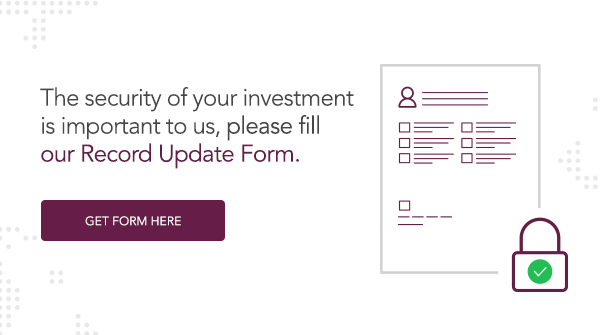 The security of your investment
is important to us, please fill
our Record Update Form.
GET FORM HERE